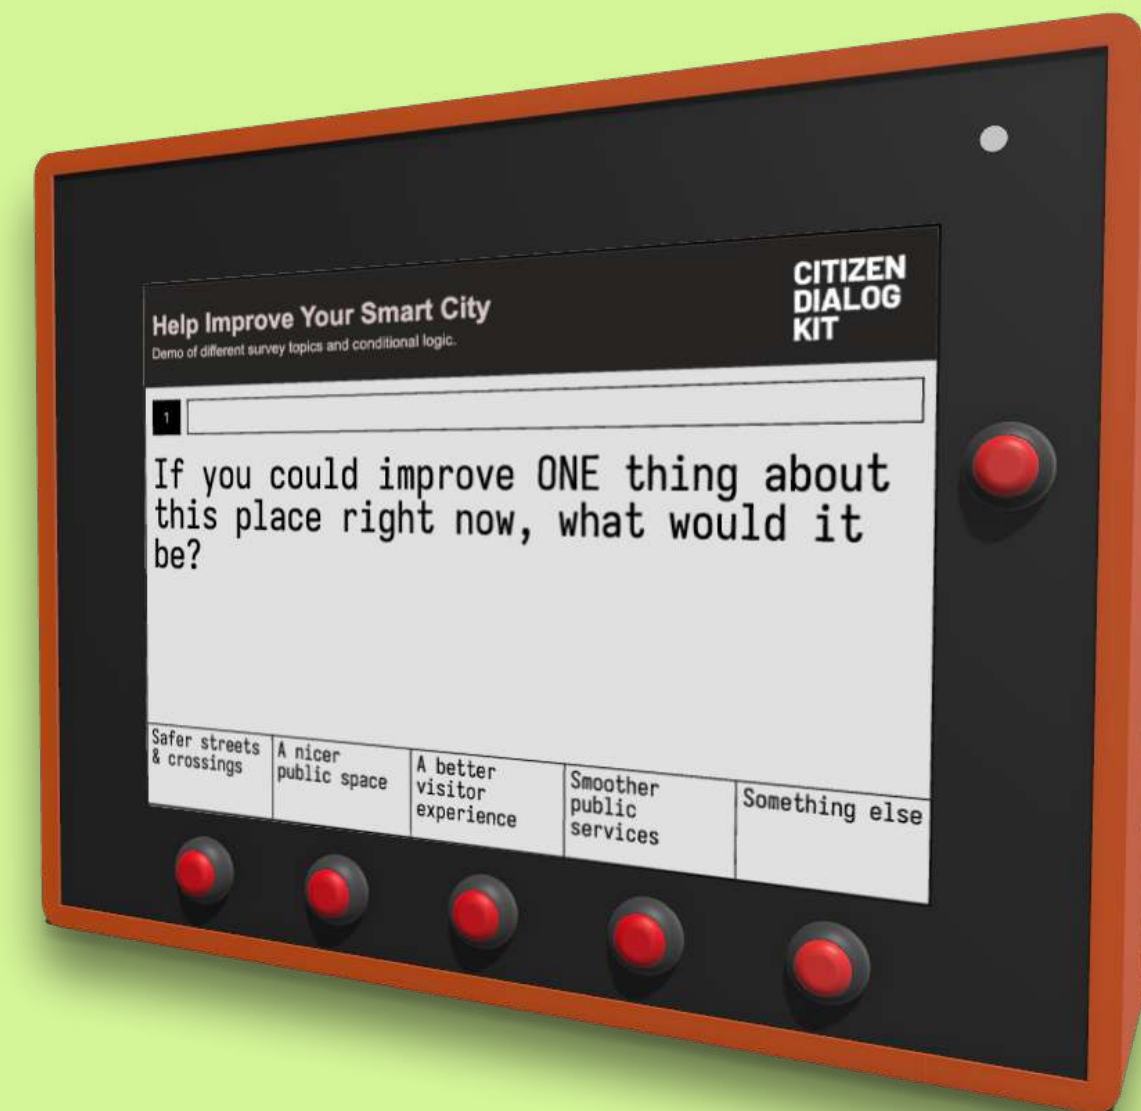 Help Improve Your Smart City
Demo of different survey topics and conditional logic.
CITIZEN
DIALOG
KIT
1
If you could improve ONE thing about
this place right now, what would it
be?
Safer streets
& crossings
A nicer
public space
A better
visitor
experience
Smoother
public
services
Something else